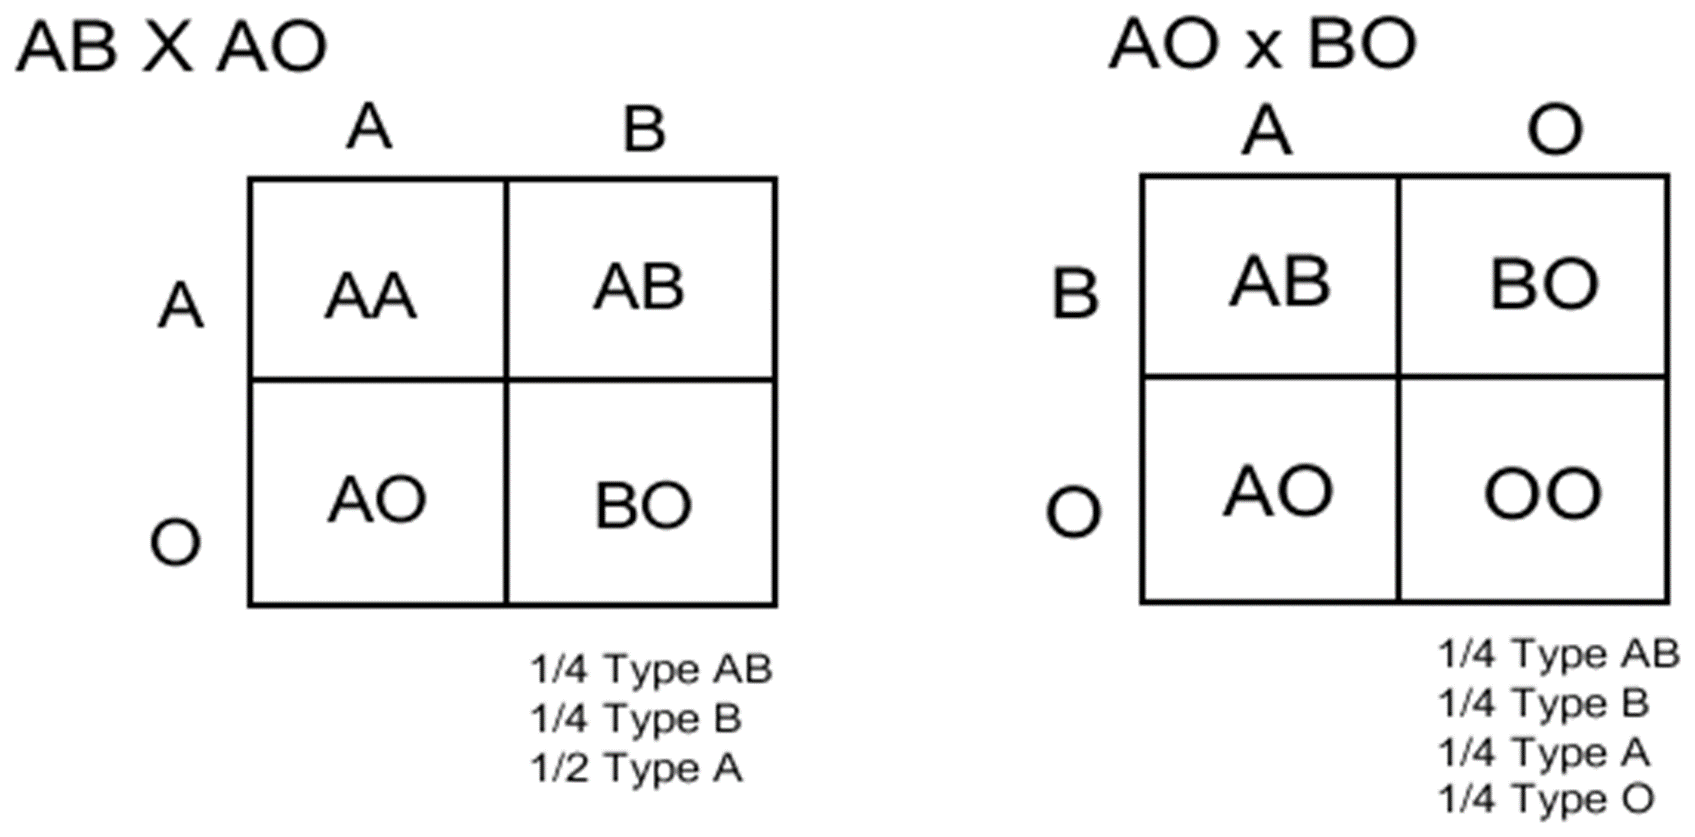 AB X AO
A B
A AA AB
O AO BO
1/4 Type AB
1/4 Type B
1/2 Type A
AO x BO
A O
B AB BO
O AO OO
1/4 Type AB
1/4 Type B
1/4 Type A
1/4 Type O